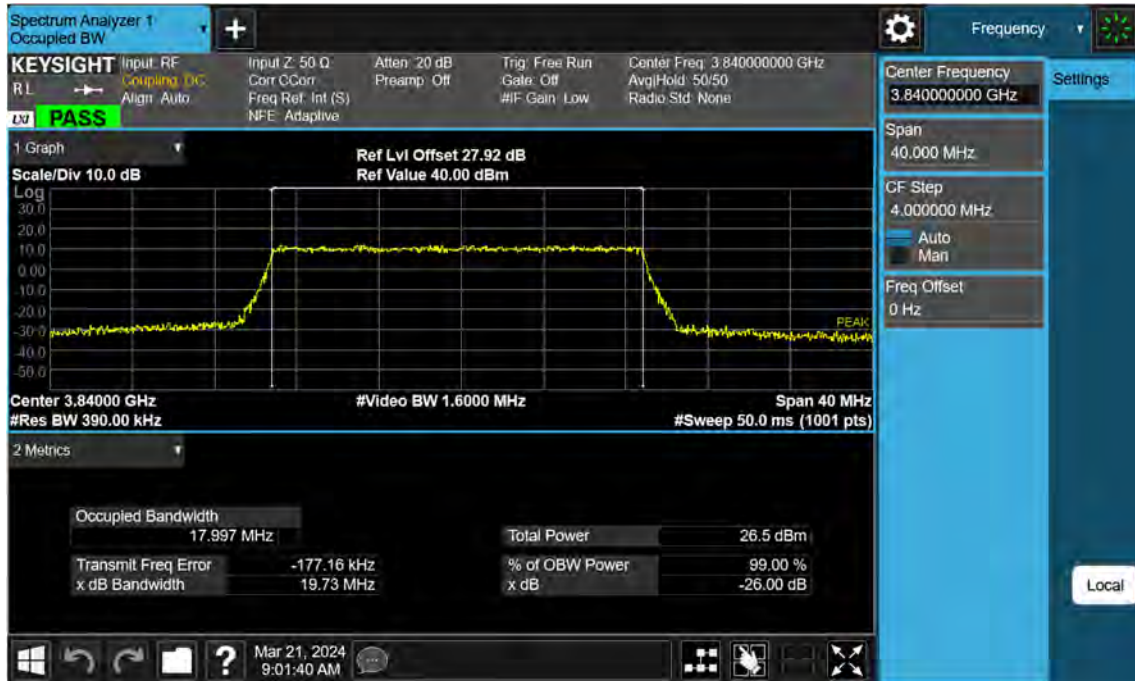 Spectrum Analyzer 1
Occupied BW
+
Frequency
KEYSIGHT Input: RF Input Z: 50 Ω Atten: 20 dB Trig: Free Run Center Freq: 3.840000000 GHz
RL Coupling: DC Corr CCorr Preamp: Off Gate: Off Avg|Hold: 50/50
Align: Auto Freq Ref: Int (S) #IF Gain: Low Radio Std: None
LXI PASS NFE: Adaptive
Center Frequency
3.840000000 GHz
Settings
Span
40.000 MHz
CF Step
4.000000 MHz
Auto
Man
Freq Offset
0 Hz
1 Graph
Ref Lvl Offset 27.92 dB
Scale/Div 10.0 dB Ref Value 40.00 dBm
Log
30.0
20.0
10.0
0.00
-10.0
-20.0
-30.0
PEAK
-40.0
-50.0
Center 3.84000 GHz #Video BW 1.6000 MHz Span 40 MHz
#Res BW 390.00 kHz #Sweep 50.0 ms (1001 pts)
2 Metrics
Occupied Bandwidth
17.997 MHz Total Power 26.5 dBm
Transmit Freq Error -177.16 kHz % of OBW Power 99.00 %
x dB Bandwidth 19.73 MHz x dB -26.00 dB
Local
? Mar 21, 2024
9:01:40 AM